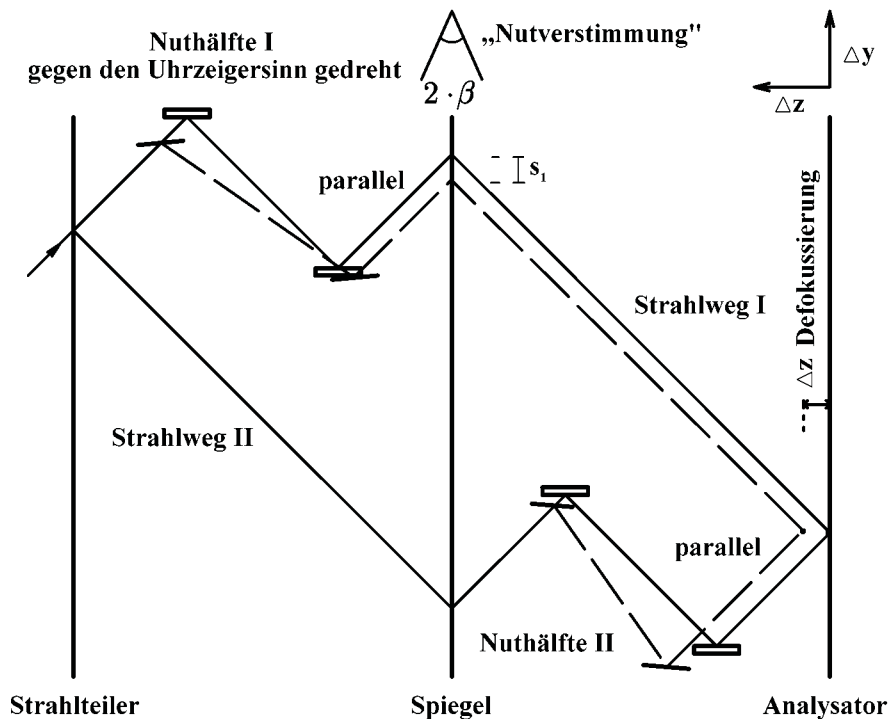 Nuthälfte I
gegen den Uhrzeigersinn gedreht
„Nutverstimmung"
2 · β
△y
△z
parallel
s₁
△z Defokussierung
Strahlweg I
Strahlweg II
parallel
Nuthälfte II
Strahlteiler
Spiegel
Analysator